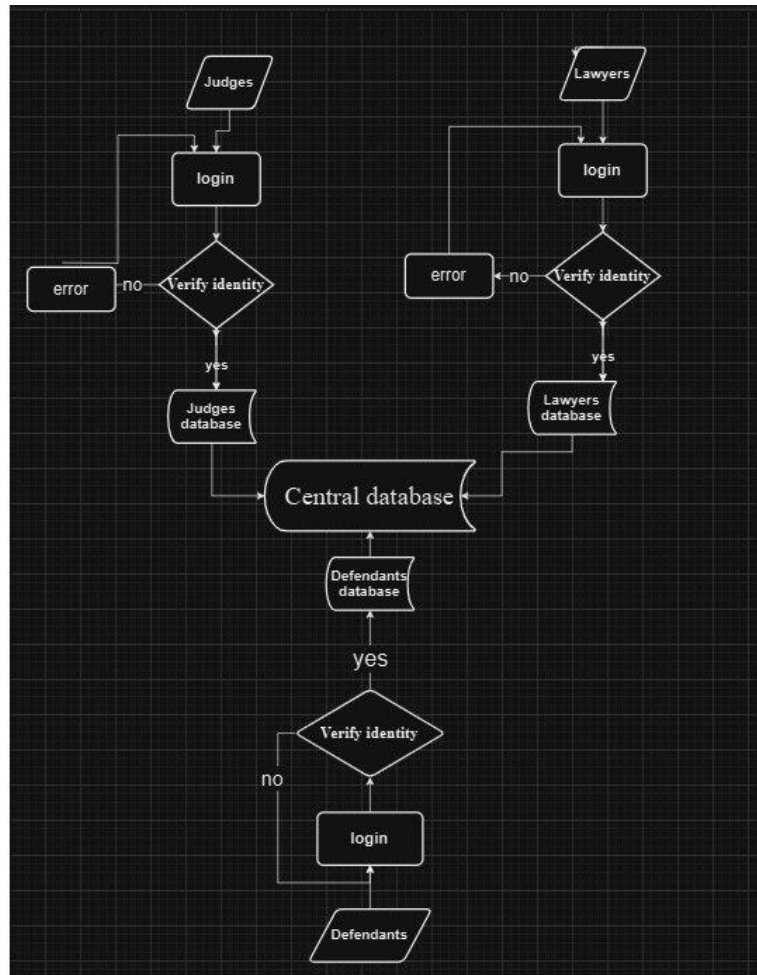 Judges
Lawyers
login
login
error
no
Verify identity
error
no
Verify identity
yes
yes
Judges
database
Lawyers
database
Central database
Defendants
database
yes
Verify identity
no
login
Defendants